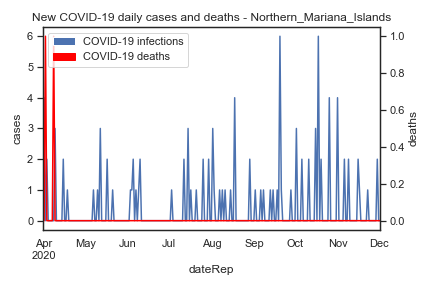 New COVID-19 daily cases and deaths - Northern_Mariana_Islands
COVID-19 infections
COVID-19 deaths
cases
6
5
4
3
2
1
0
deaths
1.0
0.8
0.6
0.4
0.2
0.0
Apr May Jun Jul Aug Sep Oct Nov Dec
2020
dateRep